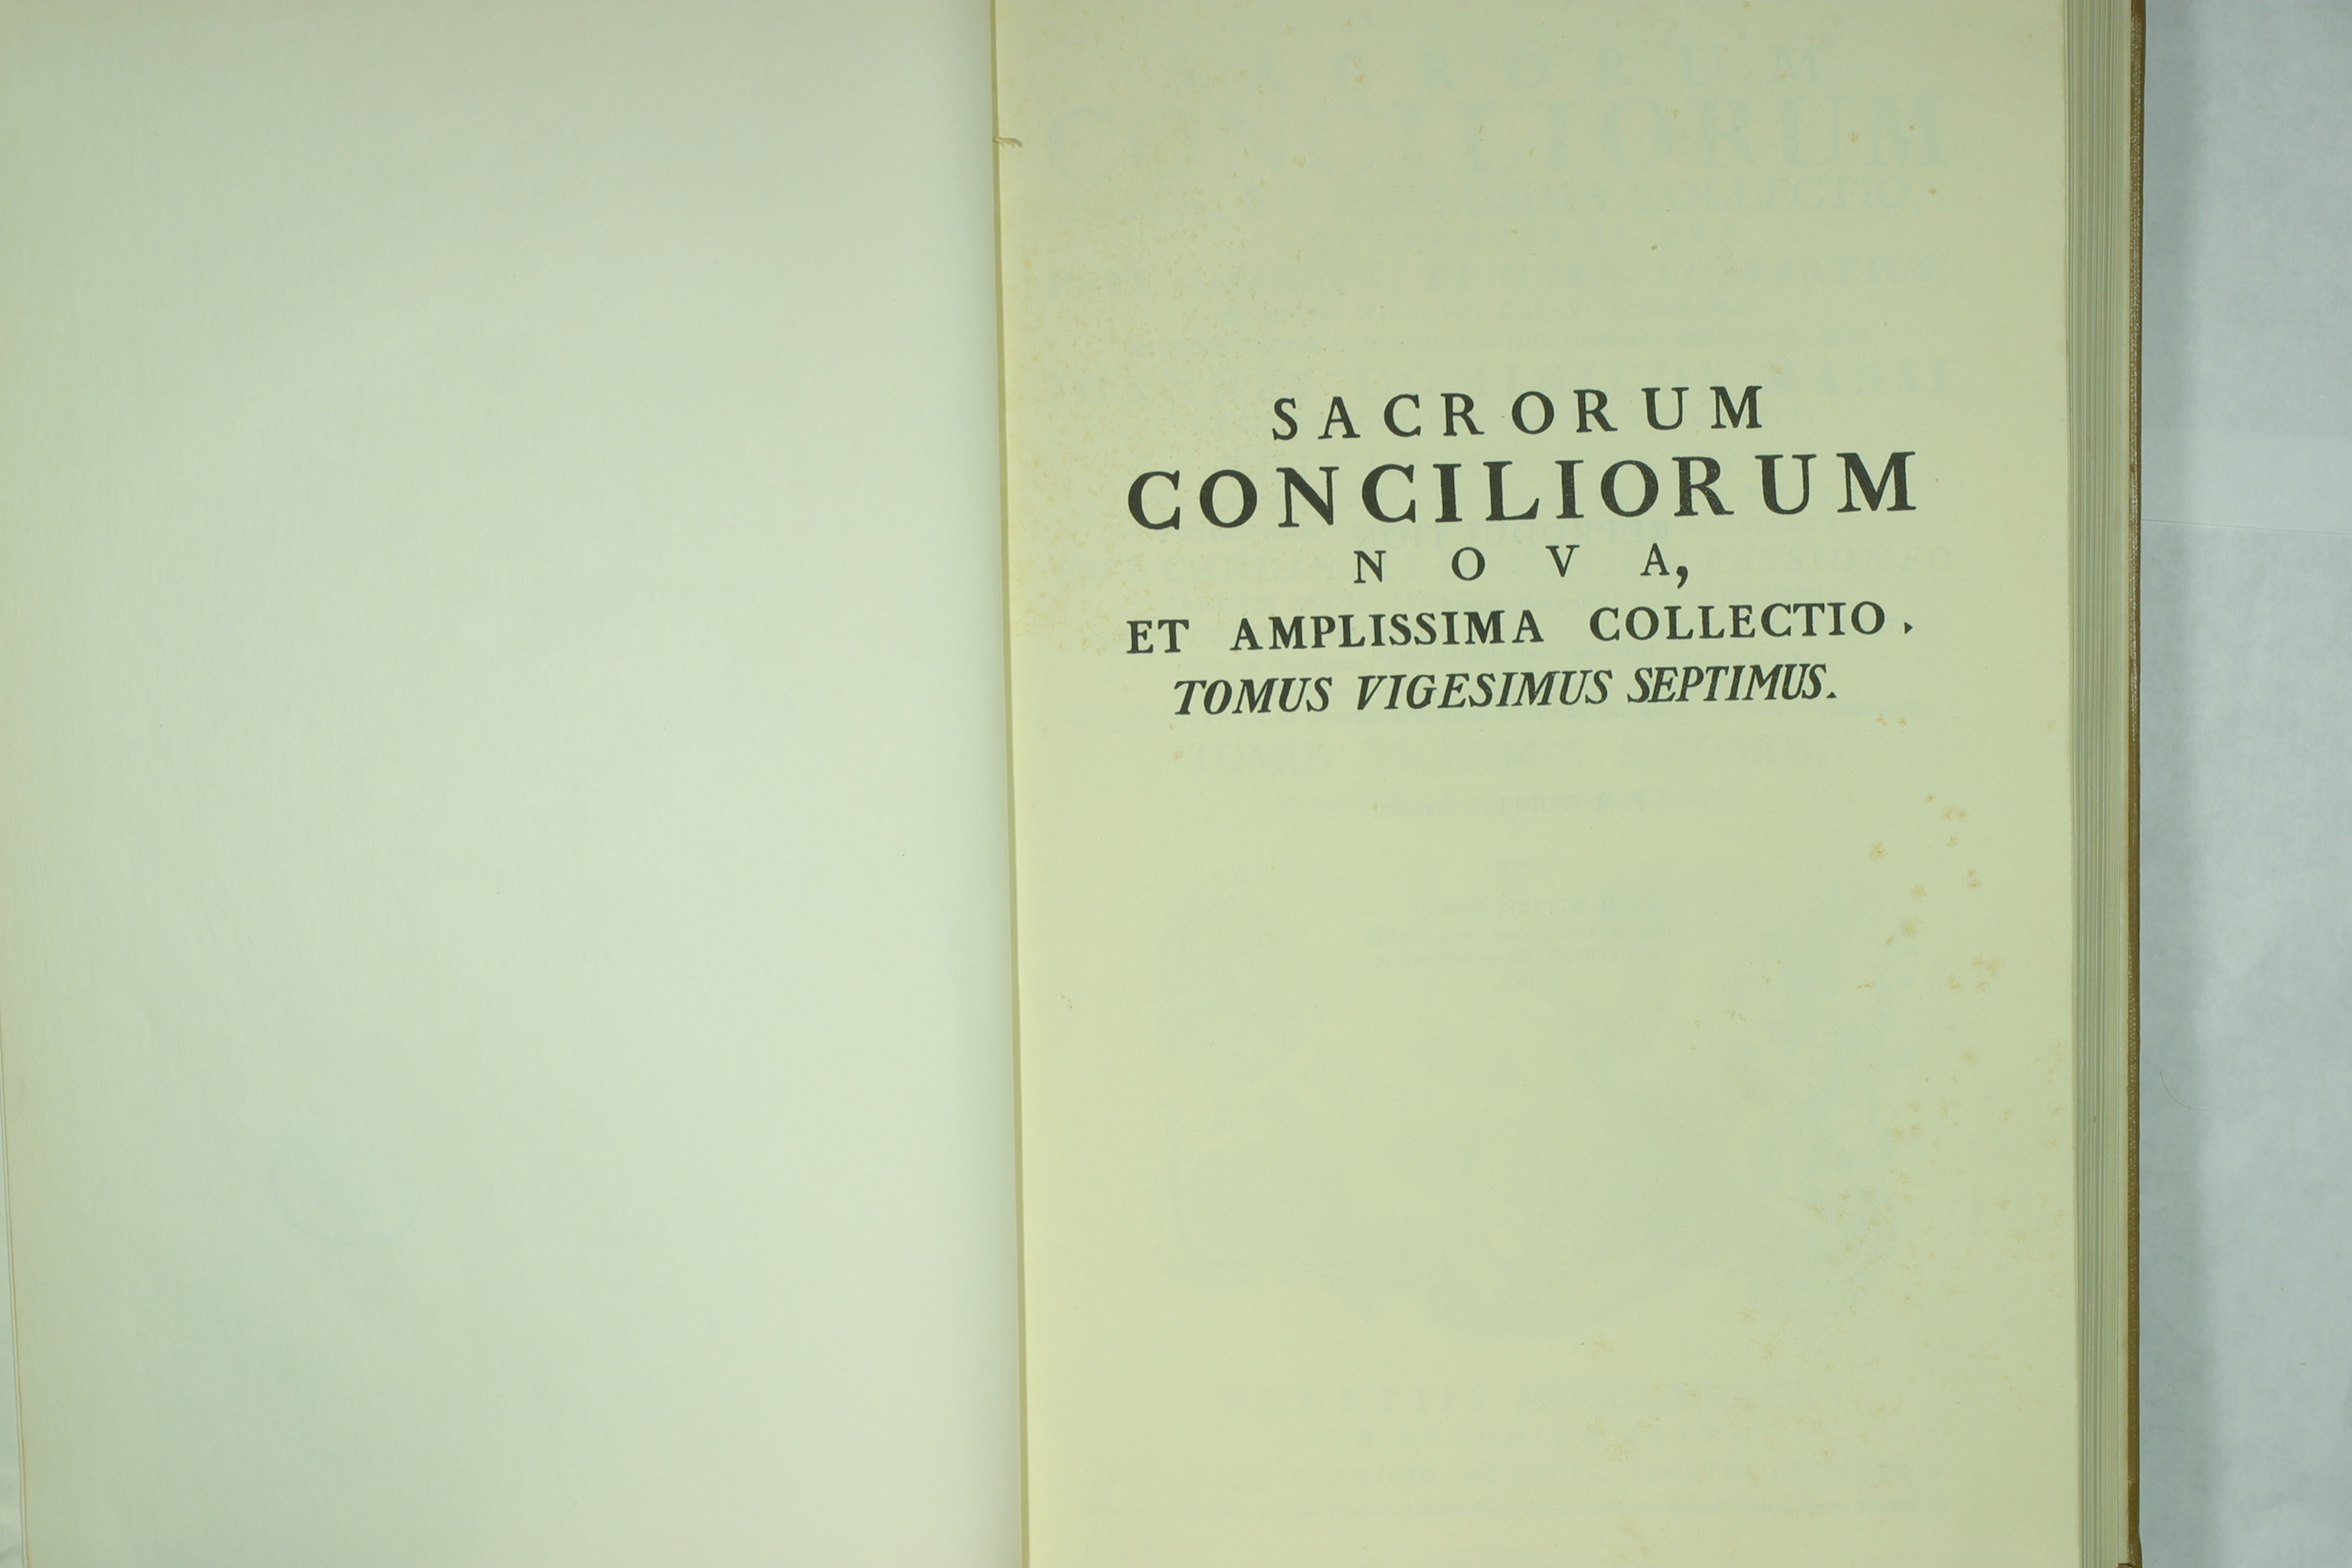 SACRORUM
CONCILIORUM
NOVA,
ET AMPLISSIMA COLLECTIO.
TOMUS VIGESIMUS SEPTIMUS.